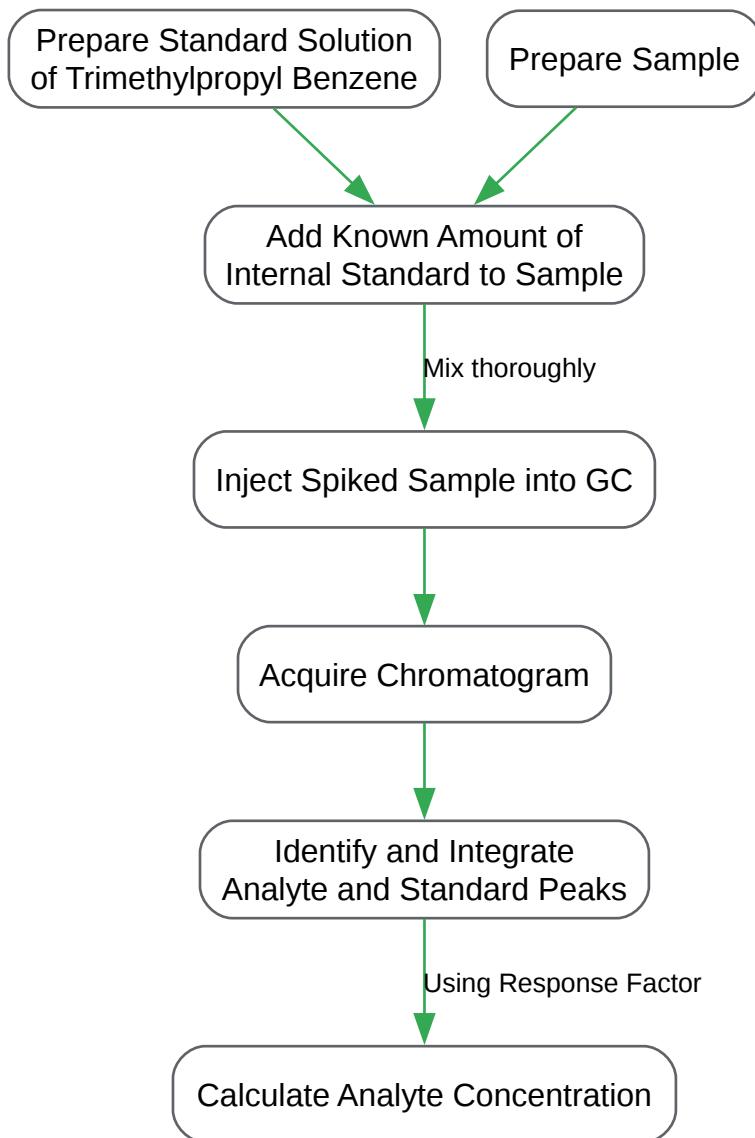 Prepare Standard Solution
of Trimethylpropyl Benzene
Prepare Sample
Add Known Amount of
Internal Standard to Sample
Mix thoroughly
Inject Spiked Sample into GC
Acquire Chromatogram
Identify and Integrate
Analyte and Standard Peaks
Using Response Factor
Calculate Analyte Concentration